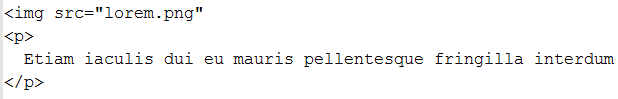 <img src="lorem.png"
<p>
  Etiam iaculis dui eu mauris pellentesque fringilla interdum
</p>